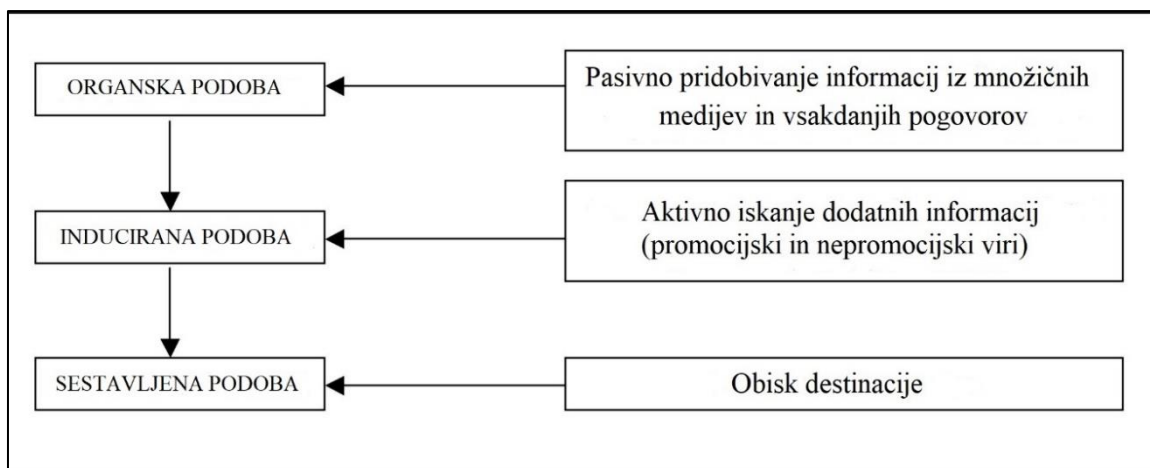 ORGANSKA PODOBA
Pasivno pridobivanje informacij iz množičnih
medijev in vsakdanjih pogovorov
INDUCIRANA PODOBA
Aktivno iskanje dodatnih informacij
(promocijski in nepromocijski viri)
SESTAVLJENA PODOBA
Obisk destinacije